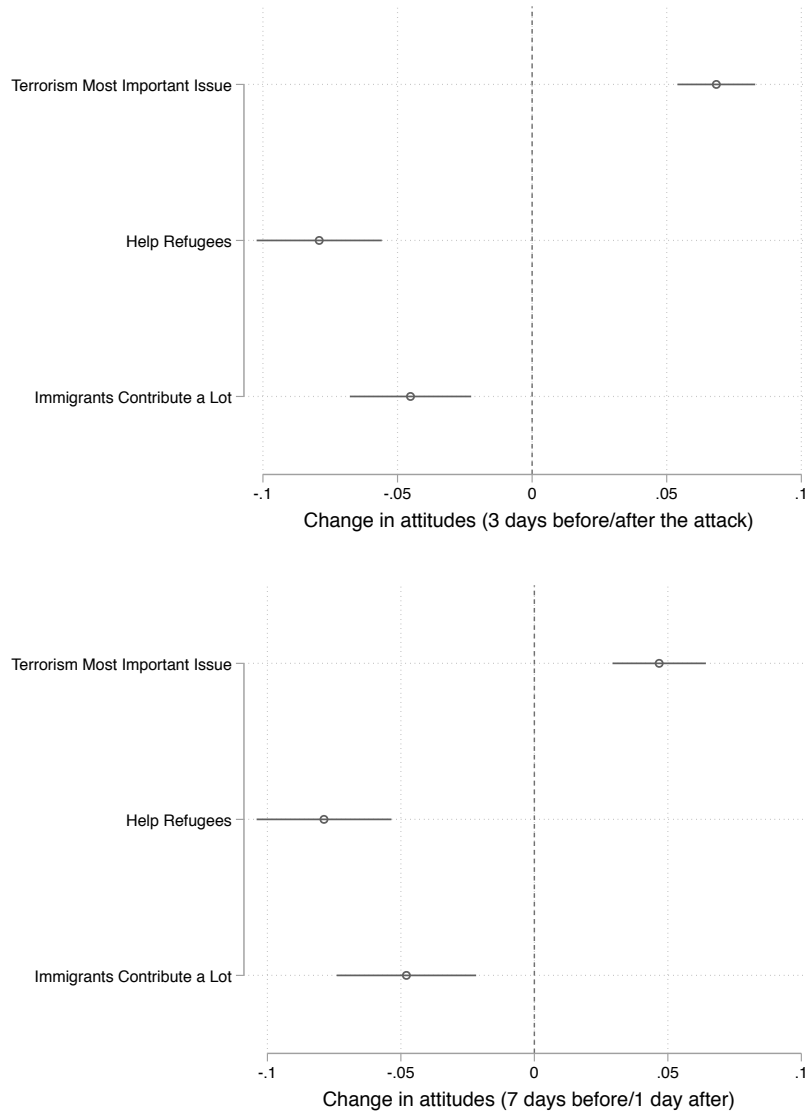 Terrorism Most Important Issue
Help Refugees
Immigrants Contribute a Lot
-.1 -.05 0 .05 .1
Change in attitudes (3 days before/after the attack)
Terrorism Most Important Issue
Help Refugees
Immigrants Contribute a Lot
-.1 -.05 0 .05 .1
Change in attitudes (7 days before/1 day after)